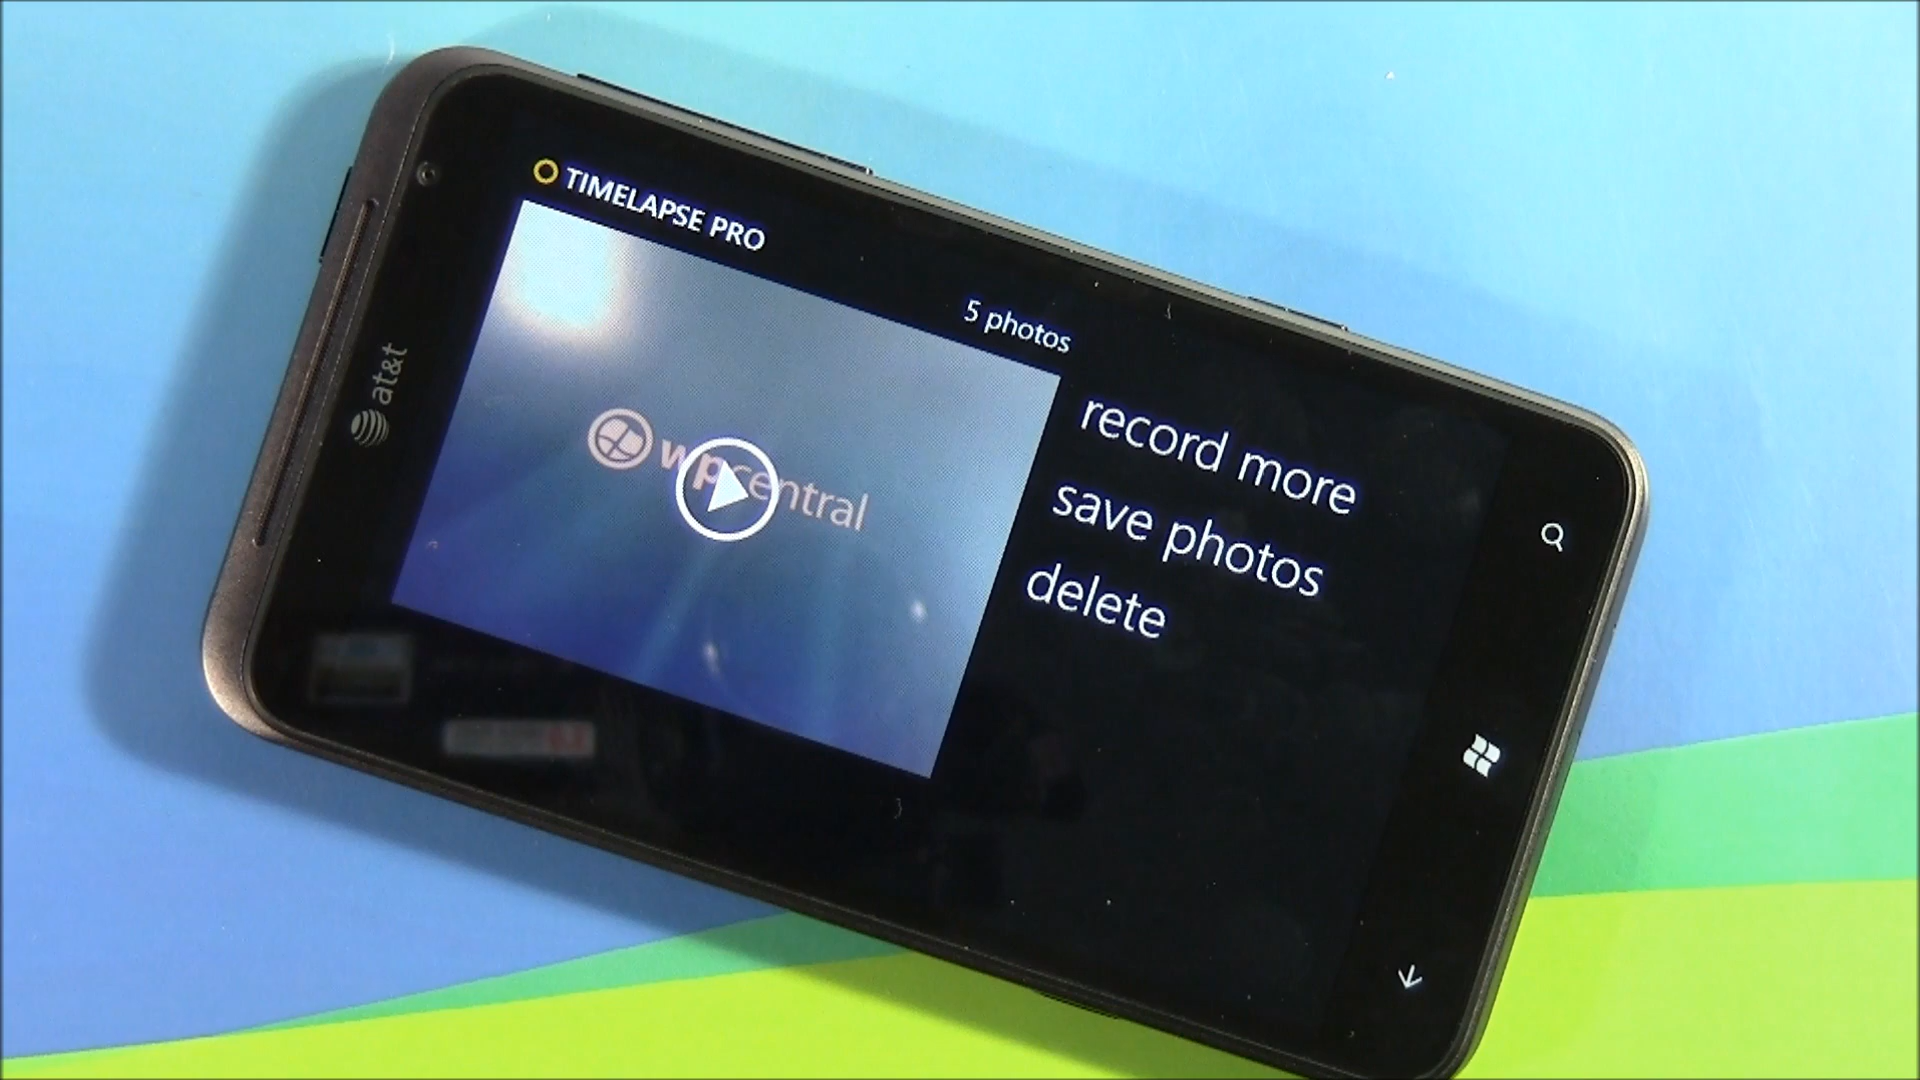 TIMELAPSE PRO
5 photos
wpcentral
record more
save photos
delete
at&t